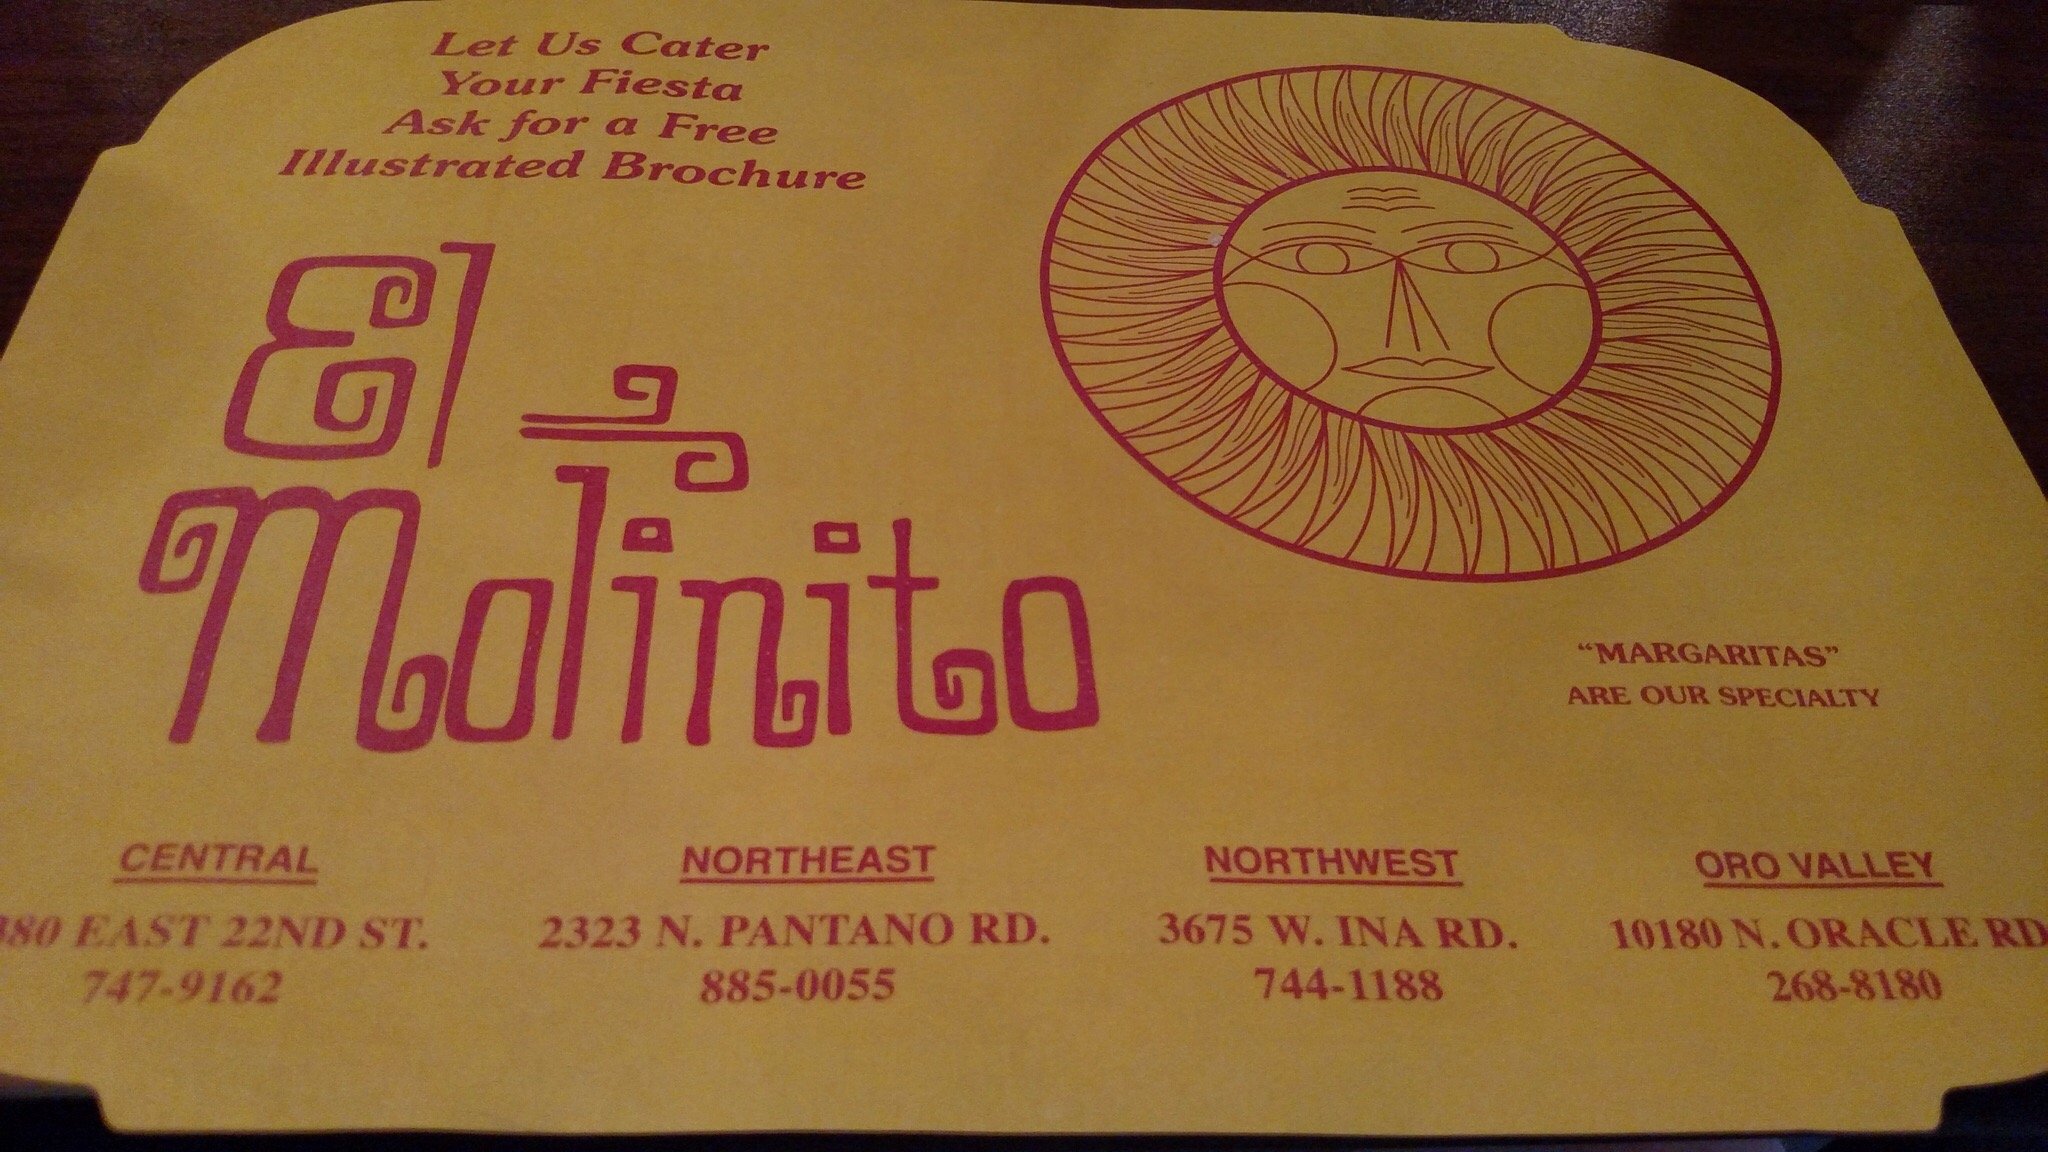 Let Us Cater
Your Fiesta
Ask for a Free
Illustrated Brochure
El
Molinito
"MARGARITAS"
ARE OUR SPECIALTY
CENTRAL
EAST 22ND ST.
747-9162
NORTHEAST
2323 N. PANTANO RD.
885-0055
NORTHWEST
3675 W. INA RD.
744-1188
ORO VALLEY
10180 N. ORACLE RD
268-8180